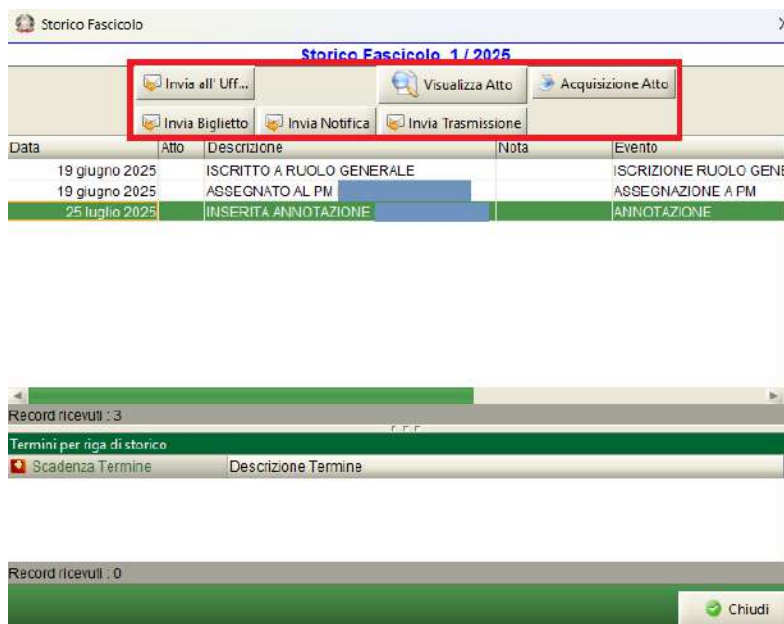 Storico Fascicolo
Storico Fascicolo 1 / 2025
Invia all' Uff... Visualizza Atto Acquisizione Atto
Invia Biglietto Invia Notifica Invia Trasmissione
Data Atto Descrizione Nota Evento
19 giugno 2025 ISCRITTO A RUOLO GENERALE ISCRIZIONE RUOLO GENE
19 giugno 2025 ASSEGNATO AL PM ASSEGNAZIONE A PM
25 luglio 2025 INSERITA ANNOTAZIONE ANNOTAZIONE
Record ricevuti : 3
Termini per riga di storico
Scadenza Termine Descrizione Termine
Record ricevuti : 0
Chiudi